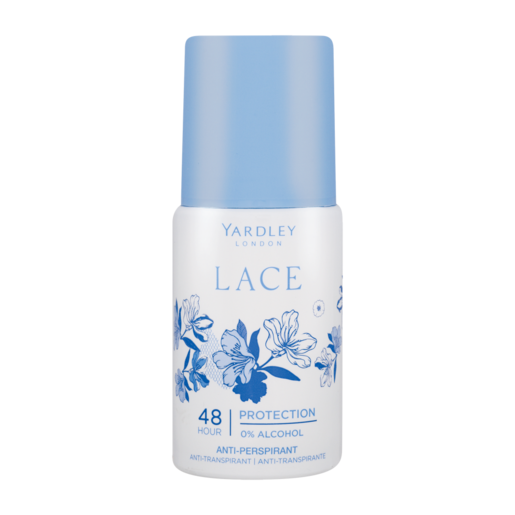 YARDLEY
LONDON
LACE
48 HOUR
PROTECTION
0% ALCOHOL
ANTI-PERSPIRANT
ANTI-TRANSPIRANT | ANTI-TRANSPIRANTE